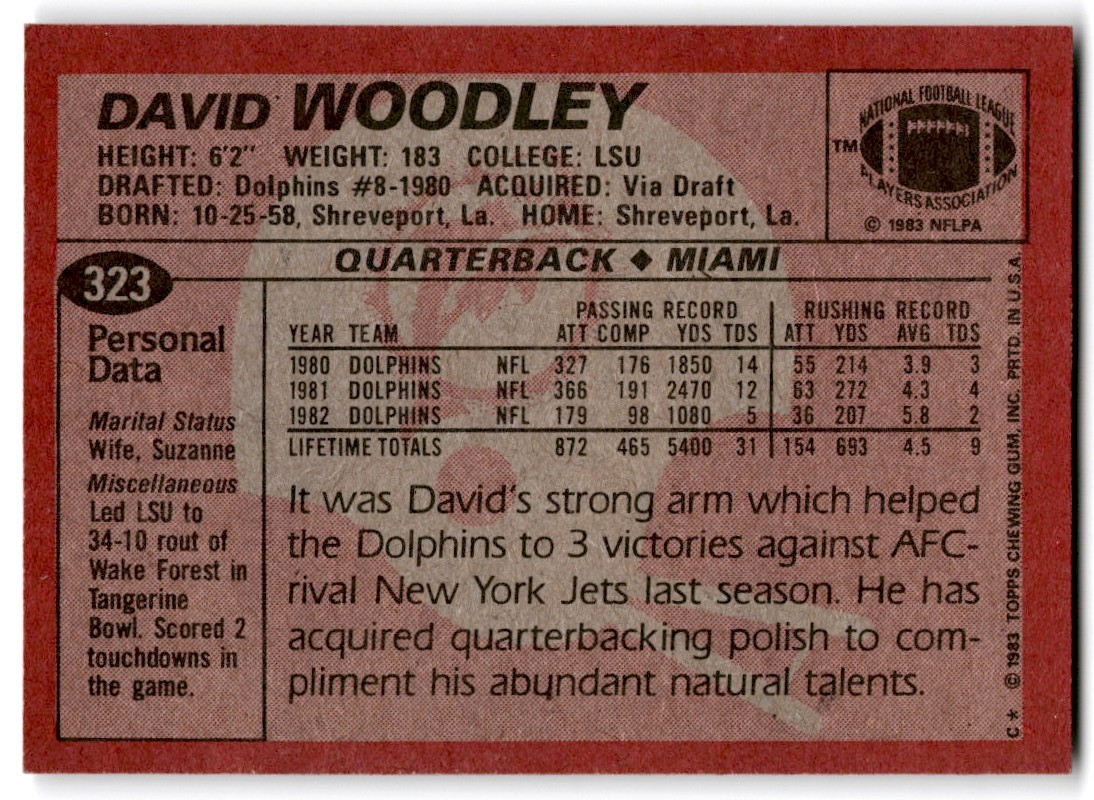 DAVID WOODLEY
HEIGHT: 6'2" WEIGHT: 183 COLLEGE: LSU
DRAFTED: Dolphins #8-1980 ACQUIRED: Via Draft
BORN: 10-25-58, Shreveport, La. HOME: Shreveport, La.
NATIONAL FOOTBALL LEAGUE
TM
PLAYERS ASSOCIATION
© 1983 NFLPA
QUARTERBACK ◆ MIAMI
323
Personal
Data
Marital Status
Wife, Suzanne
Miscellaneous
Led LSU to
34-10 rout of
Wake Forest in
Tangerine
Bowl. Scored 2
touchdowns in
the game.
PASSING RECORD RUSHING RECORD
YEAR TEAM ATT COMP YDS TDS ATT YDS AVG TDS
1980 DOLPHINS NFL 327 176 1850 14 55 214 3.9 3
1981 DOLPHINS NFL 366 191 2470 12 63 272 4.3 4
1982 DOLPHINS NFL 179 98 1080 5 36 207 5.8 2
LIFETIME TOTALS 872 465 5400 31 154 693 4.5 9
It was David's strong arm which helped
the Dolphins to 3 victories against AFC-
rival New York Jets last season. He has
acquired quarterbacking polish to com-
pliment his abundant natural talents.
C* © 1983 TOPPS CHEWING GUM, INC. PRTD. IN U.S.A.